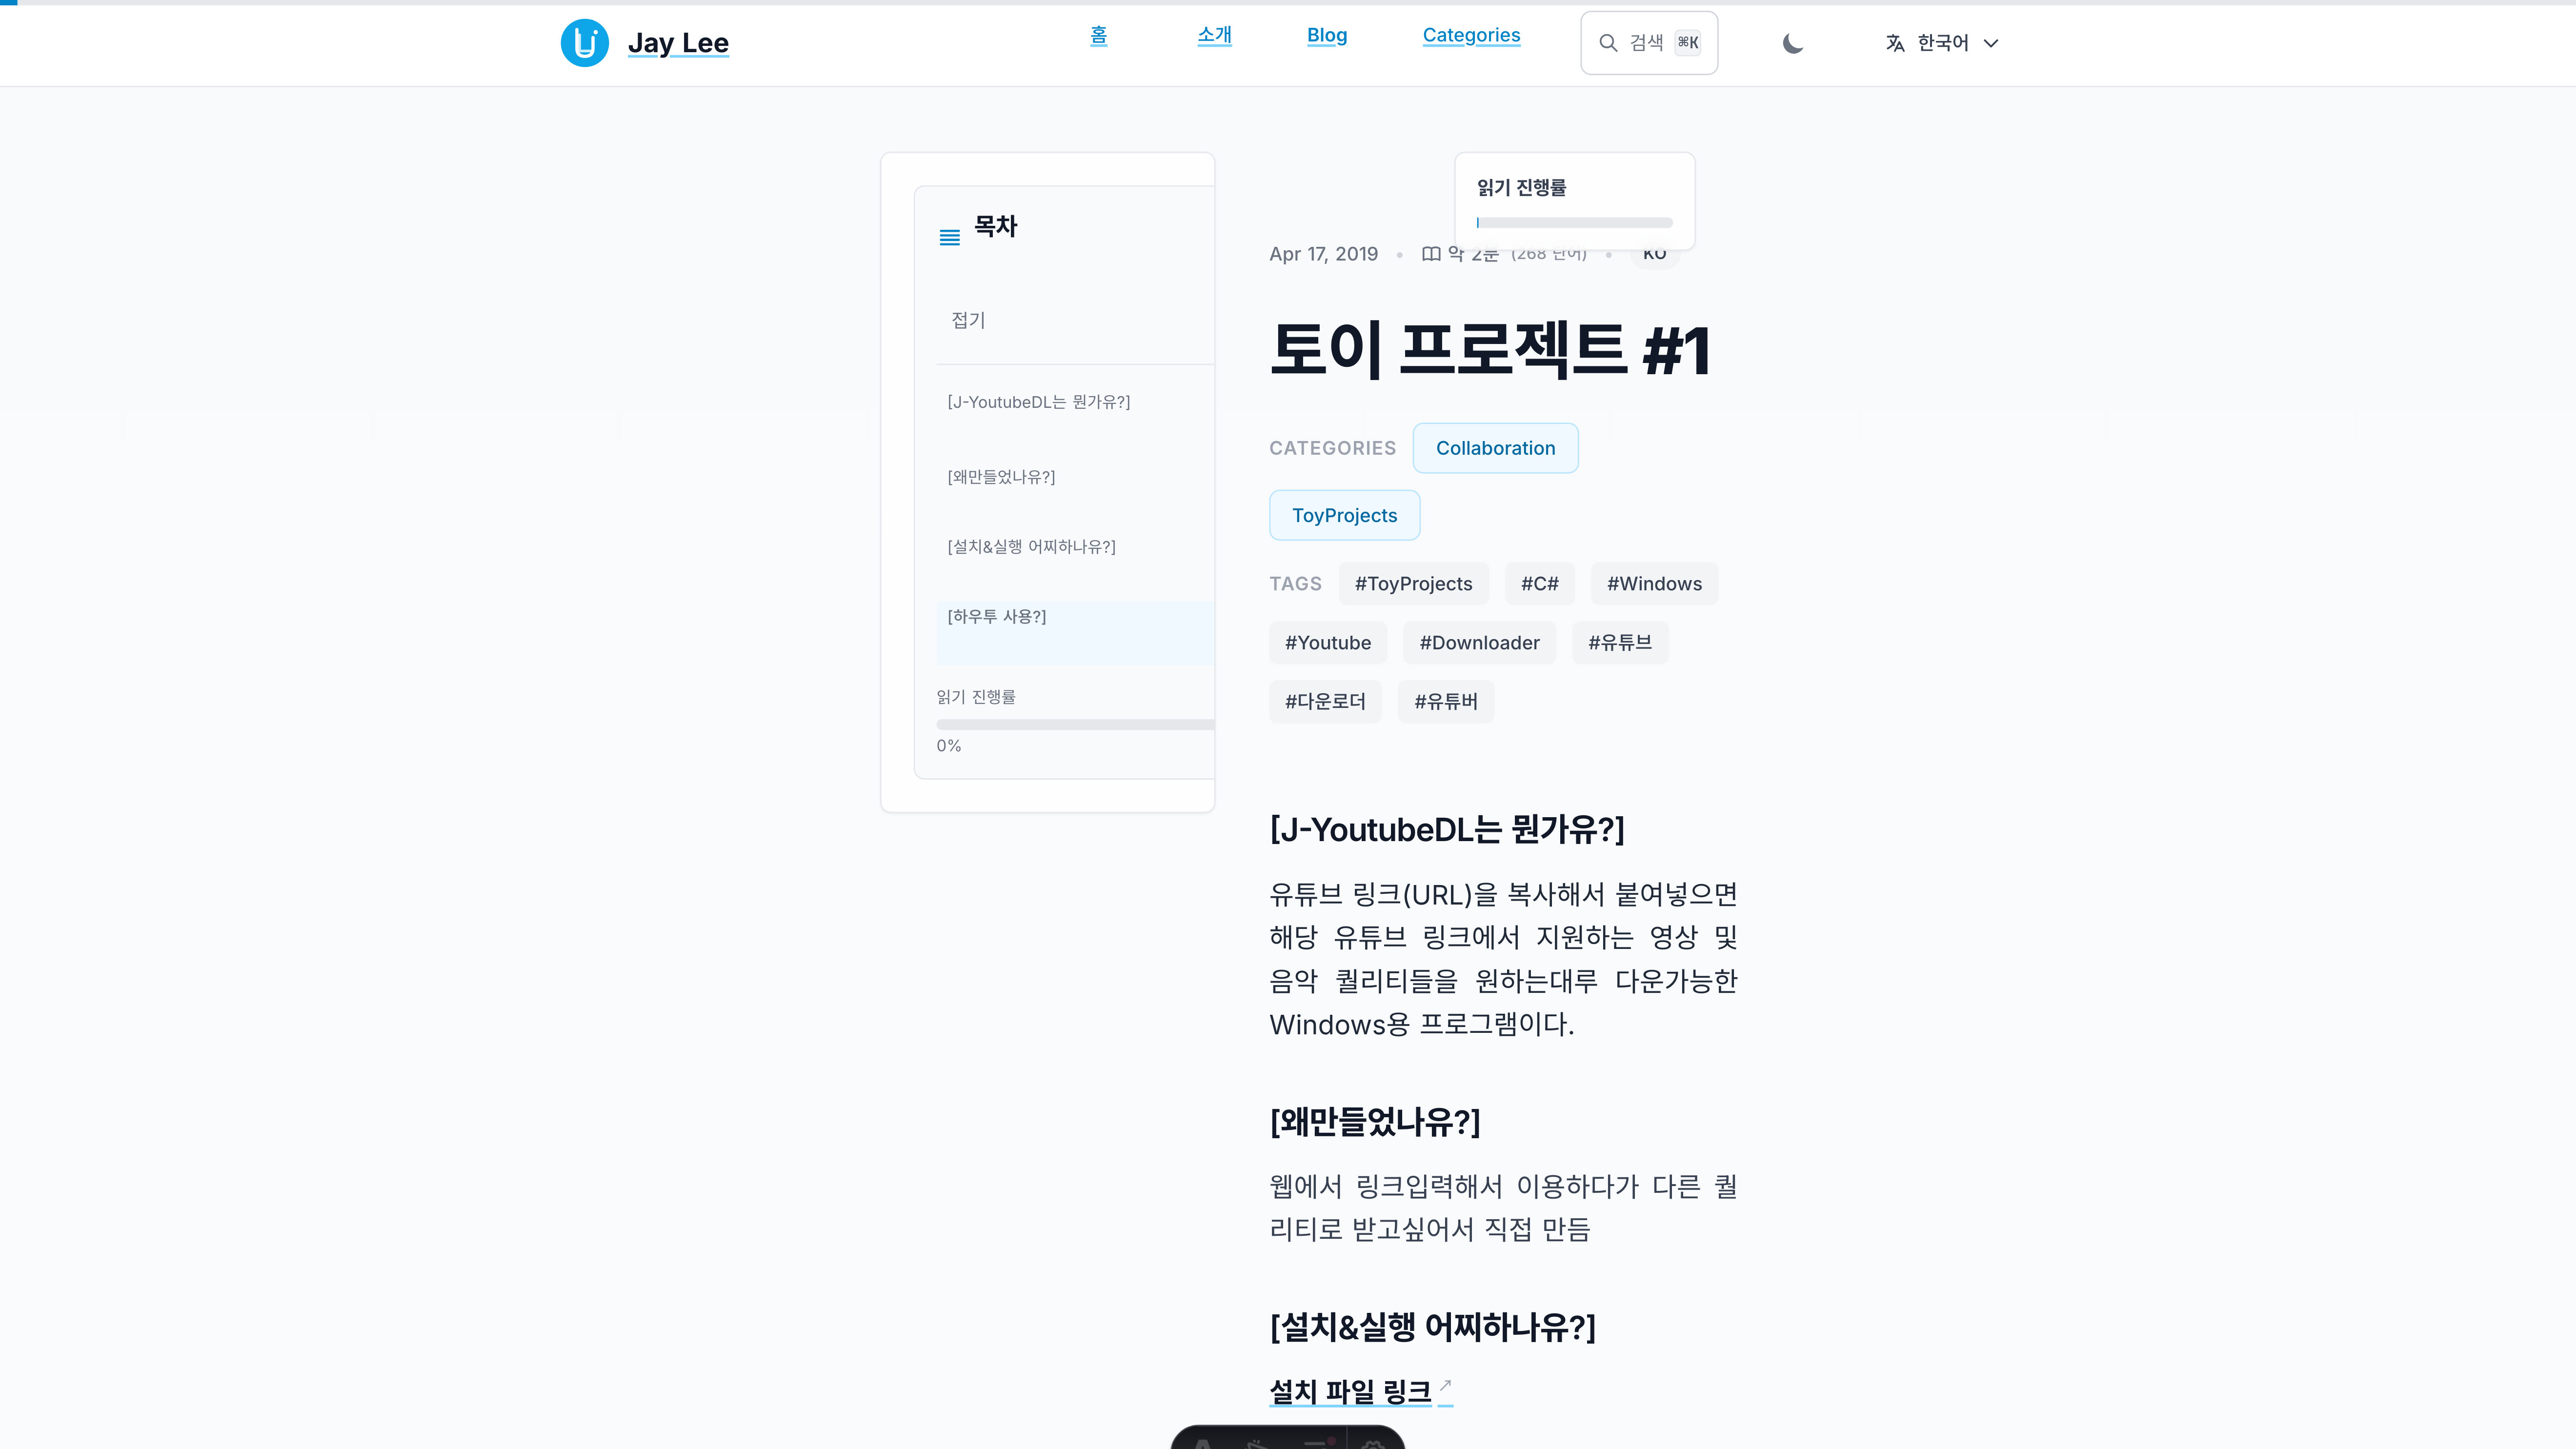 Jay Lee
홈
소개
Blog
Categories
검색 ⌘K
한국어
목차
접기
[J-YoutubeDL는 뭔가유?]
[왜만들었나유?]
[설치&실행 어찌하나유?]
[하우투 사용?]
읽기 진행률
0%
읽기 진행률
Apr 17, 2019 • 약 2분 (268 단어) • KO
토이 프로젝트 #1
CATEGORIES Collaboration
ToyProjects
TAGS #ToyProjects #C# #Windows
#Youtube #Downloader #유튜브
#다운로더 #유튜버
[J-YoutubeDL는 뭔가유?]
유튜브 링크(URL)을 복사해서 붙여넣으면
해당 유튜브 링크에서 지원하는 영상 및
음악 퀄리티들을 원하는대루 다운가능한
Windows용 프로그램이다.
[왜만들었나유?]
웹에서 링크입력해서 이용하다가 다른 퀄
리티로 받고싶어서 직접 만듬
[설치&실행 어찌하나유?]
설치 파일 링크 ↗